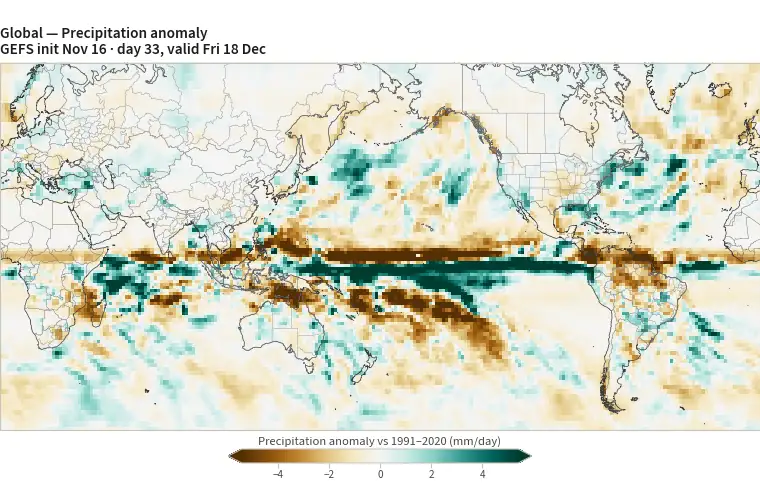 Global — Precipitation anomaly
GEFS init Nov 16 · day 33, valid Fri 18 Dec
Precipitation anomaly vs 1991–2020 (mm/day)
−4 −2 0 2 4